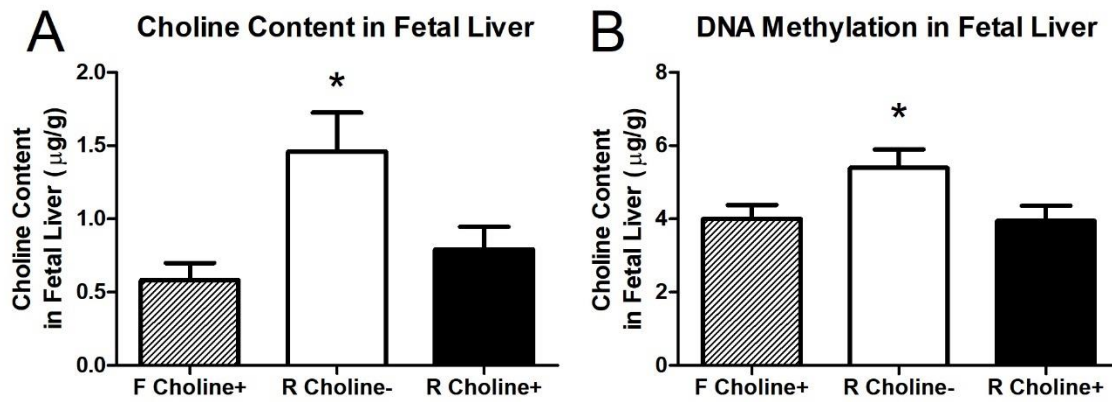 A
Choline Content in Fetal Liver
Choline Content
in Fetal Liver (μg/g)
2.0
1.5
1.0
0.5
0.0
*
F Choline+ R Choline- R Choline+
B
DNA Methylation in Fetal Liver
Choline Content
in Fetal Liver (μg/g)
8
6
4
2
0
*
F Choline+ R Choline- R Choline+